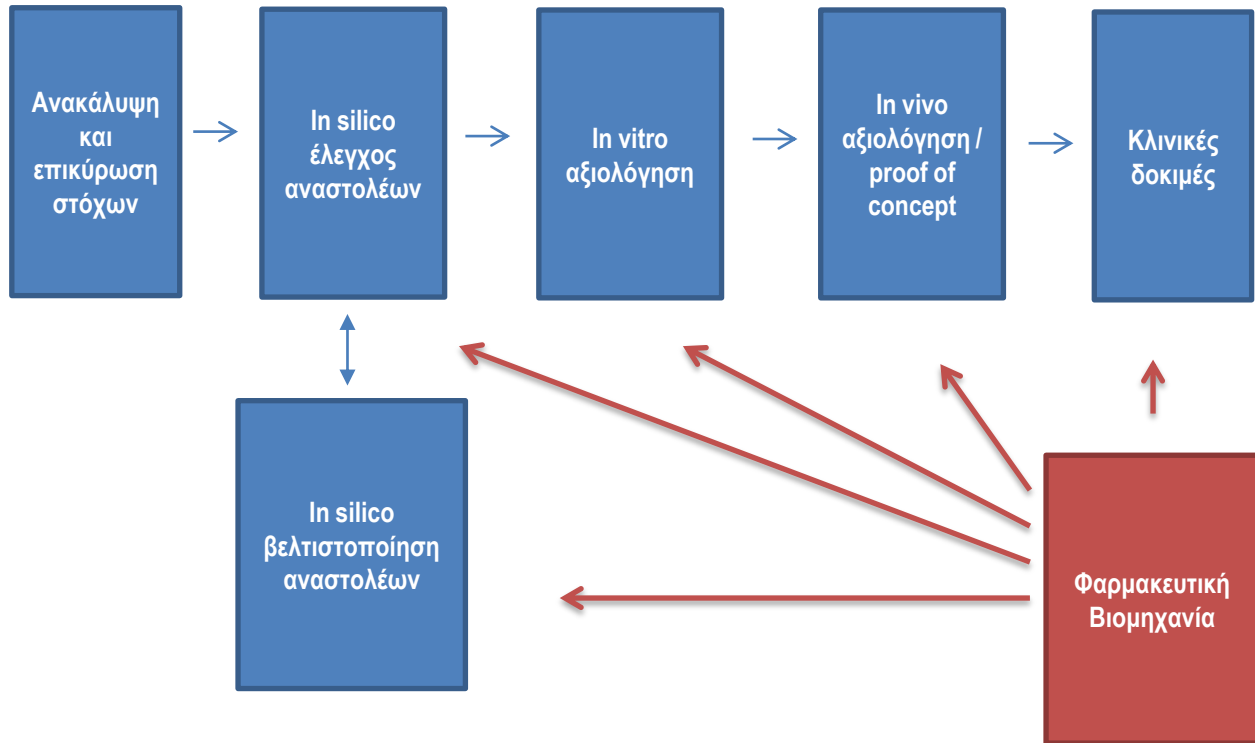 Ανακάλυψη
και
επικύρωση
στόχων
In silico
έλεγχος
αναστολέων
In vitro
αξιολόγηση
In vivo
αξιολόγηση /
proof of
concept
Κλινικές
δοκιμές
In silico
βελτιστοποίηση
αναστολέων
Φαρμακευτική
Βιομηχανία